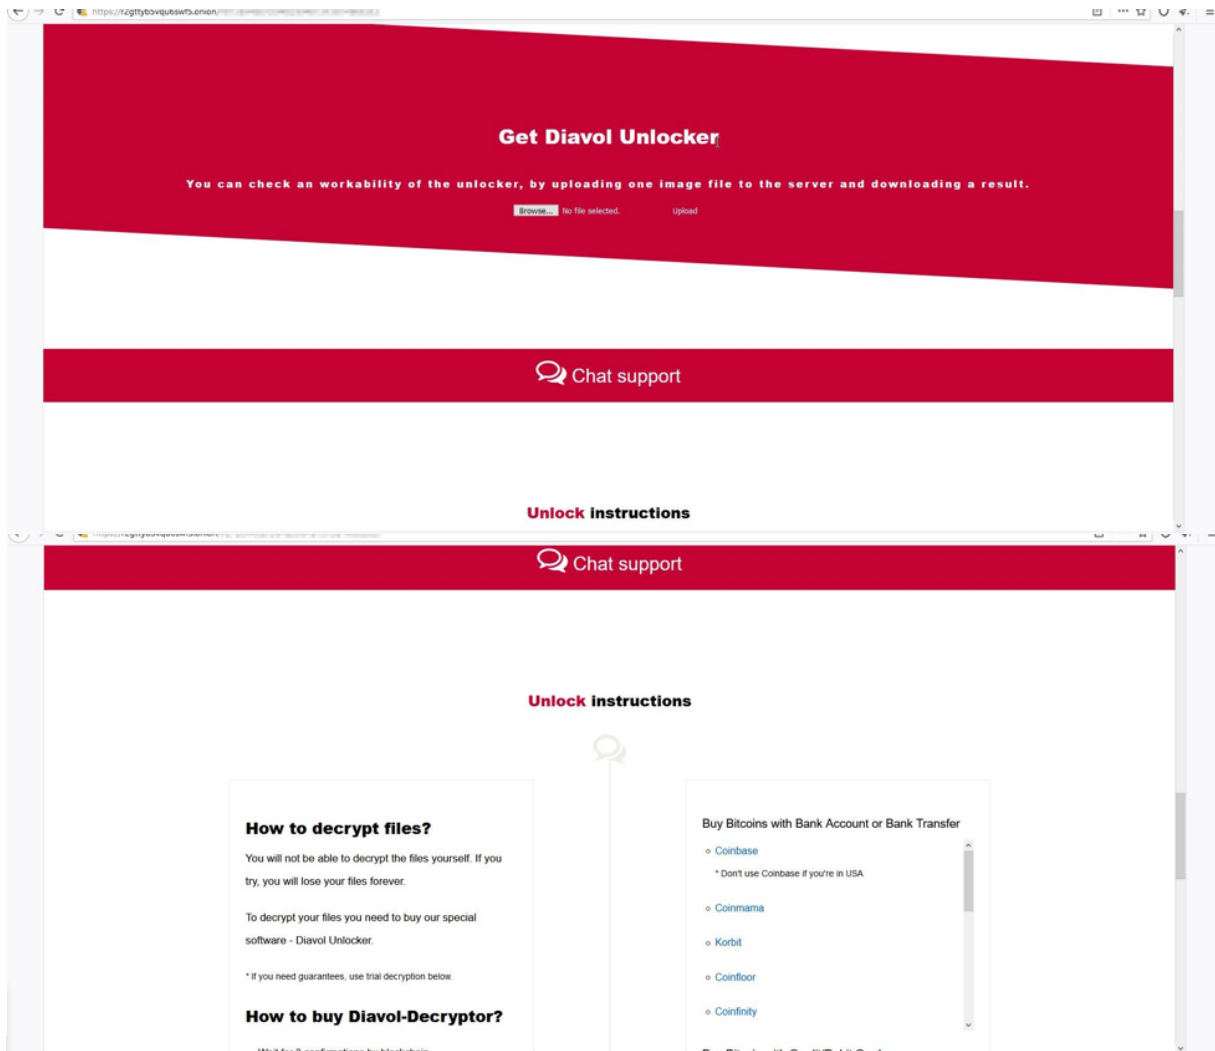 Get Diavol Unlocker
You can check an workability of the unlocker, by uploading one image file to the server and downloading a result.
Browse... No file selected. Upload
Chat support
Unlock instructions
Chat support
Unlock instructions
How to decrypt files?
You will not be able to decrypt the files yourself. If you
try, you will lose your files forever.
To decrypt your files you need to buy our special
software - Diavol Unlocker.
* If you need guarantees, use trial decryption below.
How to buy Diavol-Decryptor?
Buy Bitcoins with Bank Account or Bank Transfer
Coinbase
* Don't use Coinbase if you're in USA
Coinmama
Korbit
Coinfloor
Coinfinity